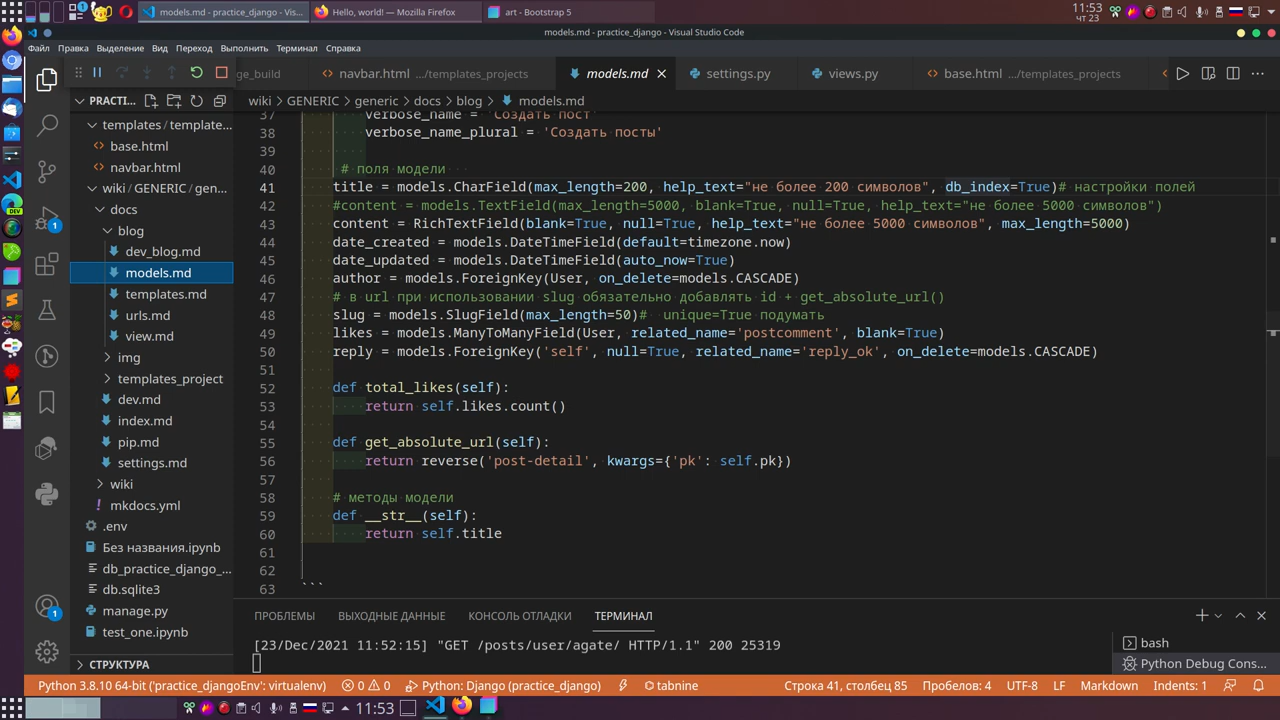 models.md - practice_django - Vis...
Hello, world! — Mozilla Firefox
art - Bootstrap 5
11:53
чт 23
models.md - practice_django - Visual Studio Code
Файл Правка Выделение Вид Переход Выполнить Терминал Справка
ge_build
navbar.html .../templates_projects
models.md
settings.py
views.py
base.html .../templates_projects
PRACTI...
wiki > GENERIC > generic > docs > blog > models.md
templates / template...
base.html
navbar.html
wiki / GENERIC / gen...
docs
blog
dev_blog.md
models.md
templates.md
urls.md
view.md
img
templates_project
dev.md
index.md
pip.md
settings.md
wiki
mkdocs.yml
.env
Без названия.ipynb
db_practice_django_...
db.sqlite3
manage.py
test_one.ipynb
СТРУКТУРА
37 verbose_name = 'Создать пост'
38 verbose_name_plural = 'Создать посты'
39
40 # поля модели
41 title = models.CharField(max_length=200, help_text="не более 200 символов", db_index=True)# настройки полей
42 #content = models.TextField(max_length=5000, blank=True, null=True, help_text="не более 5000 символов")
43 content = RichTextField(blank=True, null=True, help_text="не более 5000 символов", max_length=5000)
44 date_created = models.DateTimeField(default=timezone.now)
45 date_updated = models.DateTimeField(auto_now=True)
46 author = models.ForeignKey(User, on_delete=models.CASCADE)
47 # в url при использовании slug обязательно добавлять id + get_absolute_url()
48 slug = models.SlugField(max_length=50)# unique=True подумать
49 likes = models.ManyToManyField(User, related_name='postcomment', blank=True)
50 reply = models.ForeignKey('self', null=True, related_name='reply_ok', on_delete=models.CASCADE)
51
52 def total_likes(self):
53 return self.likes.count()
54
55 def get_absolute_url(self):
56 return reverse('post-detail', kwargs={'pk': self.pk})
57
58 # методы модели
59 def __str__(self):
60 return self.title
61
62
63 ```
ПРОБЛЕМЫ ВЫХОДНЫЕ ДАННЫЕ КОНСОЛЬ ОТЛАДКИ ТЕРМИНАЛ
[23/Dec/2021 11:52:15] "GET /posts/user/agate/ HTTP/1.1" 200 25319
bash
Python Debug Cons...
Python 3.8.10 64-bit ('practice_djangoEnv': virtualenv) 0 0 Python: Django (practice_django) tabnine Строка 41, столбец 85 Пробелов: 4 UTF-8 LF Markdown Indents: 1
11:53